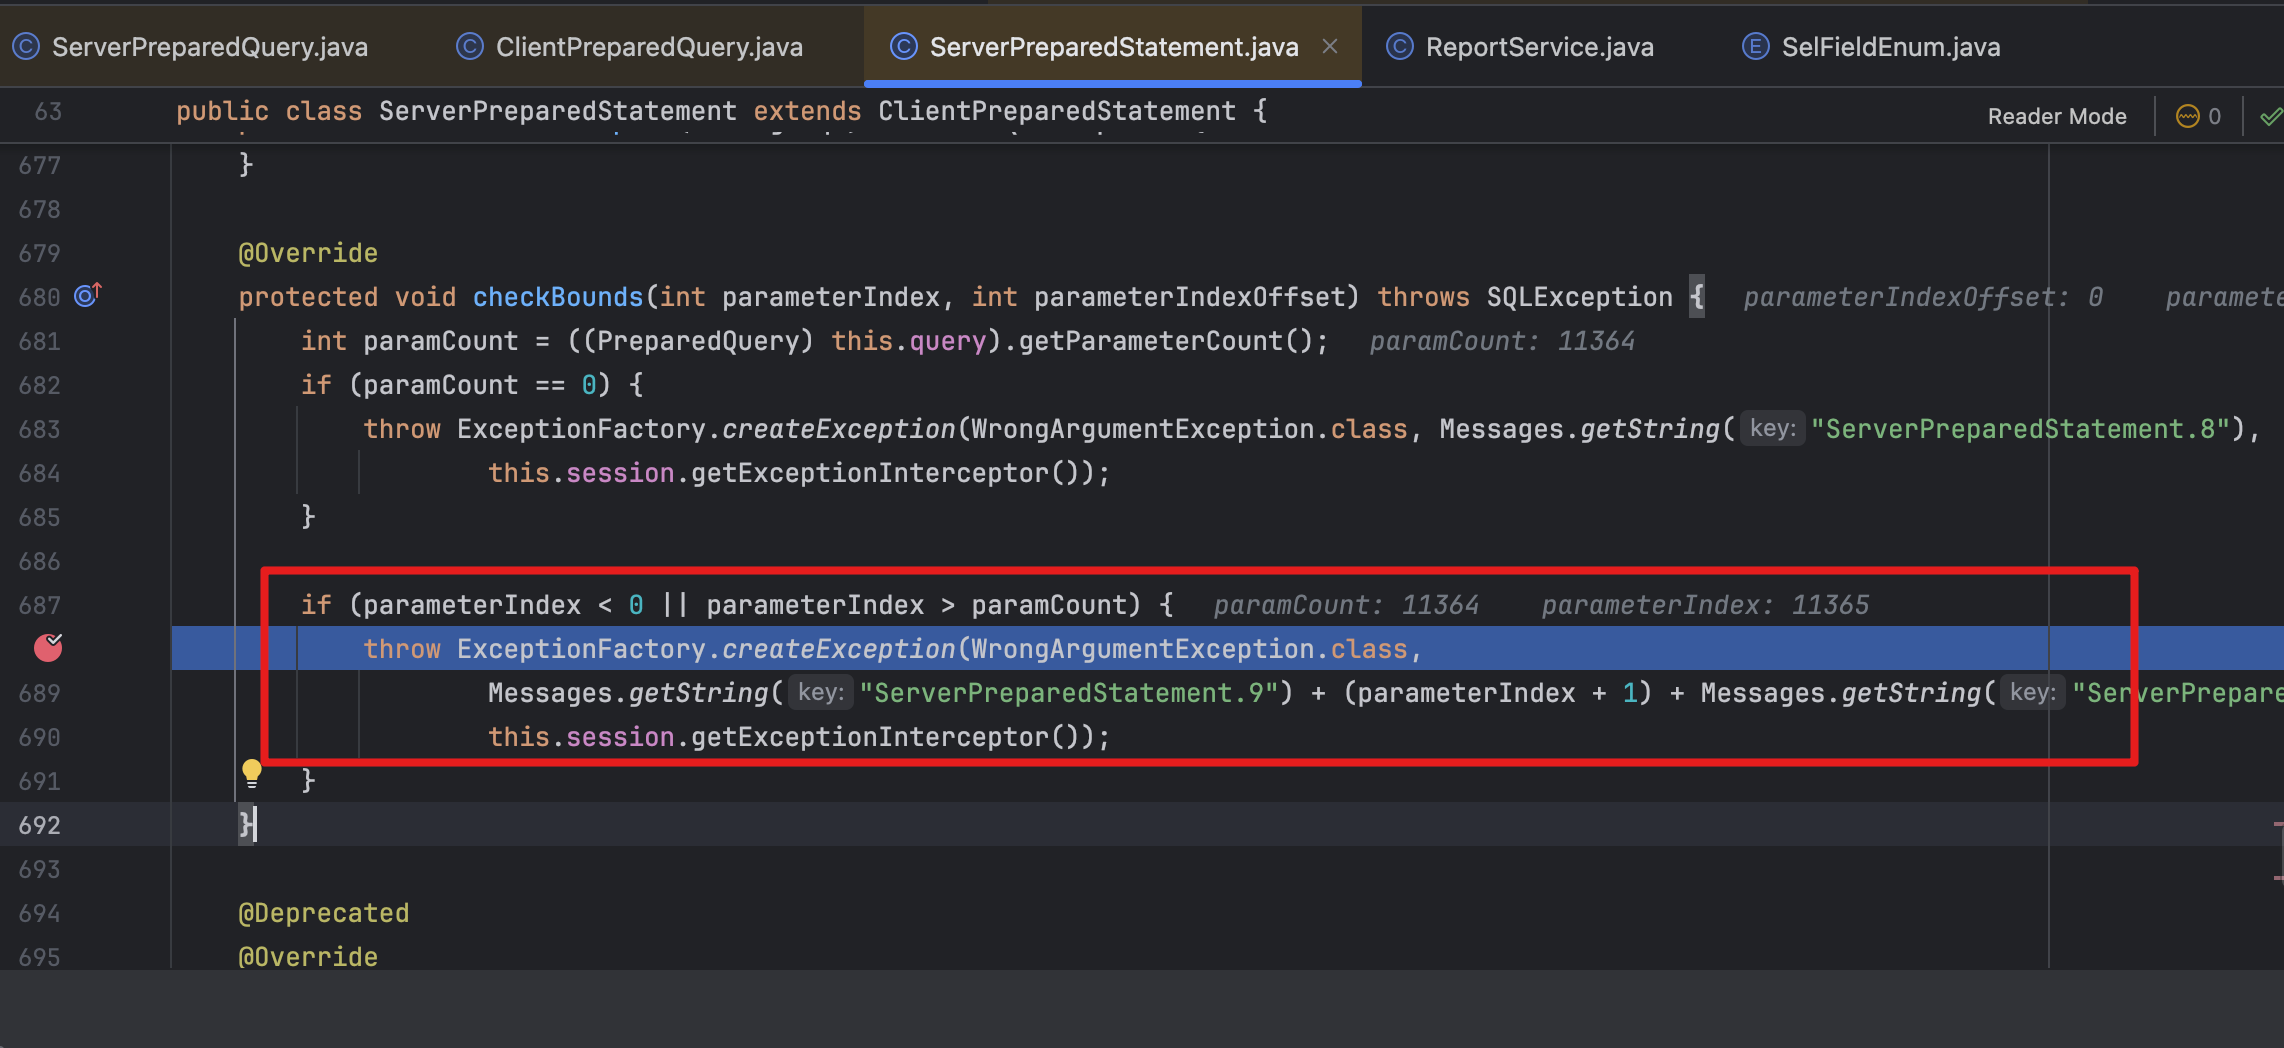 ServerPreparedQuery.java ClientPreparedQuery.java ServerPreparedStatement.java ReportService.java SelFieldEnum.java
63 public class ServerPreparedStatement extends ClientPreparedStatement {
Reader Mode 0
677 }
678
679 @Override
680 protected void checkBounds(int parameterIndex, int parameterIndexOffset) throws SQLException { parameterIndexOffset: 0 paramete
681 int paramCount = ((PreparedQuery) this.query).getParameterCount(); paramCount: 11364
682 if (paramCount == 0) {
683 throw ExceptionFactory.createException(WrongArgumentException.class, Messages.getString( key: "ServerPreparedStatement.8"),
684 this.session.getExceptionInterceptor());
685 }
686
687 if (parameterIndex < 0 || parameterIndex > paramCount) { paramCount: 11364 parameterIndex: 11365
throw ExceptionFactory.createException(WrongArgumentException.class,
689 Messages.getString( key: "ServerPreparedStatement.9") + (parameterIndex + 1) + Messages.getString( key: "ServerPrepare
690 this.session.getExceptionInterceptor());
691 }
692 }
693
694 @Deprecated
695 @Override